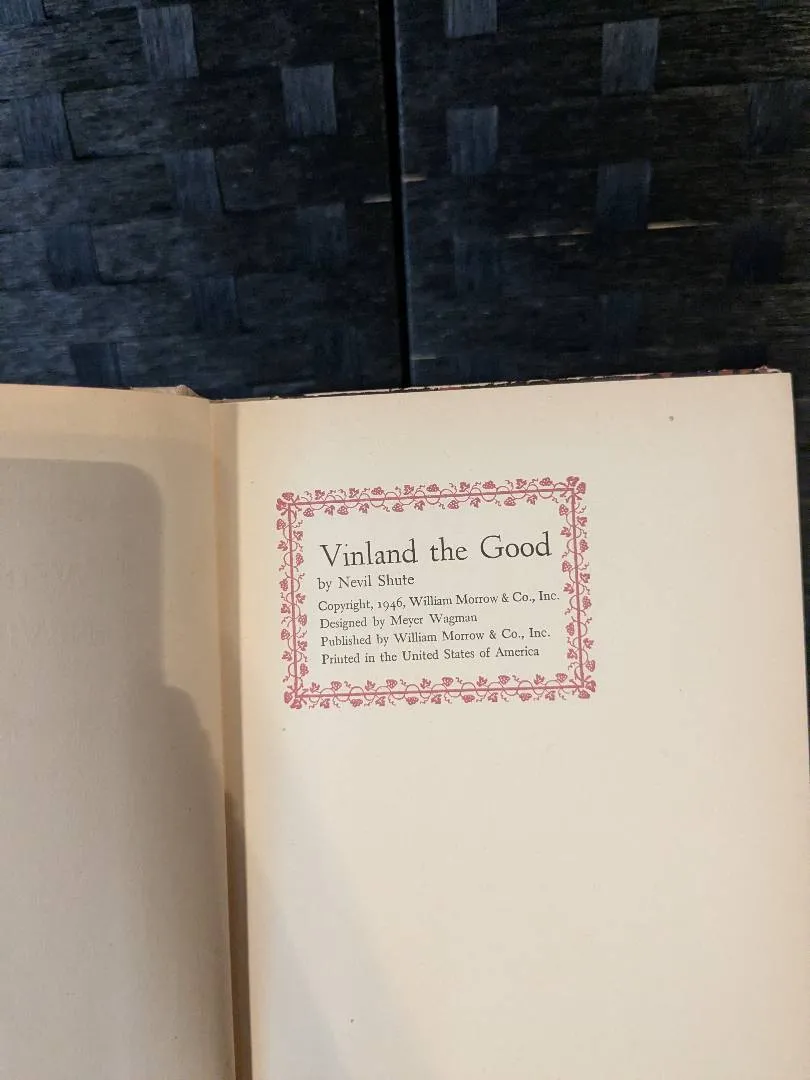 Vinland the Good
by Nevil Shute
Copyright, 1946, William Morrow & Co., Inc.
Designed by Meyer Wagman
Published by William Morrow & Co., Inc.
Printed in the United States of America